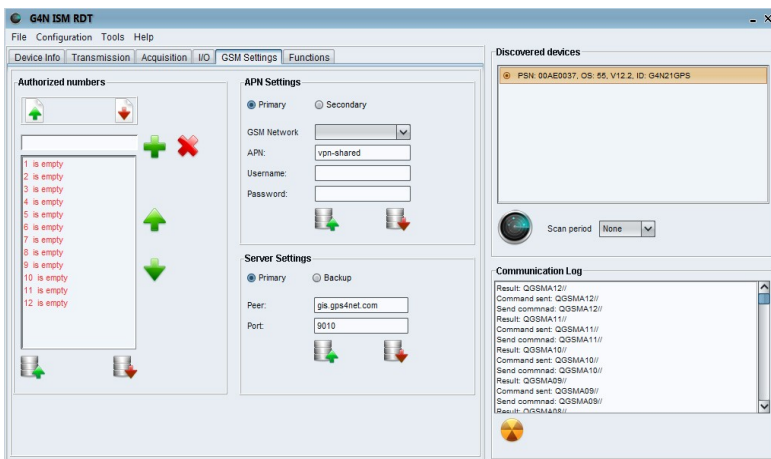 G4N ISM RDT
File Configuration Tools Help
Device Info Transmission Acquisition I/O GSM Settings Functions
Authorized numbers
1 is empty
2 is empty
3 is empty
4 is empty
5 is empty
6 is empty
7 is empty
8 is empty
9 is empty
10 is empty
11 is empty
12 is empty
APN Settings
Primary Secondary
GSM Network
APN: vpn-shared
Username:
Password:
Server Settings
Primary Backup
Peer: gis.gps4net.com
Port: 9010
Discovered devices
PSN: 00AE0037, OS: 55, V12.2, ID: G4N21GPS
Scan period None
Communication Log
Result: QGSMA12//
Command sent: QGSMA12//
Send commnad: QGSMA12//
Result: QGSMA11//
Command sent: QGSMA11//
Send commnad: QGSMA11//
Result: QGSMA10//
Command sent: QGSMA10//
Send commnad: QGSMA10//
Result: QGSMA09//
Command sent: QGSMA09//
Send commnad: QGSMA09//
Result: QGSMA08//